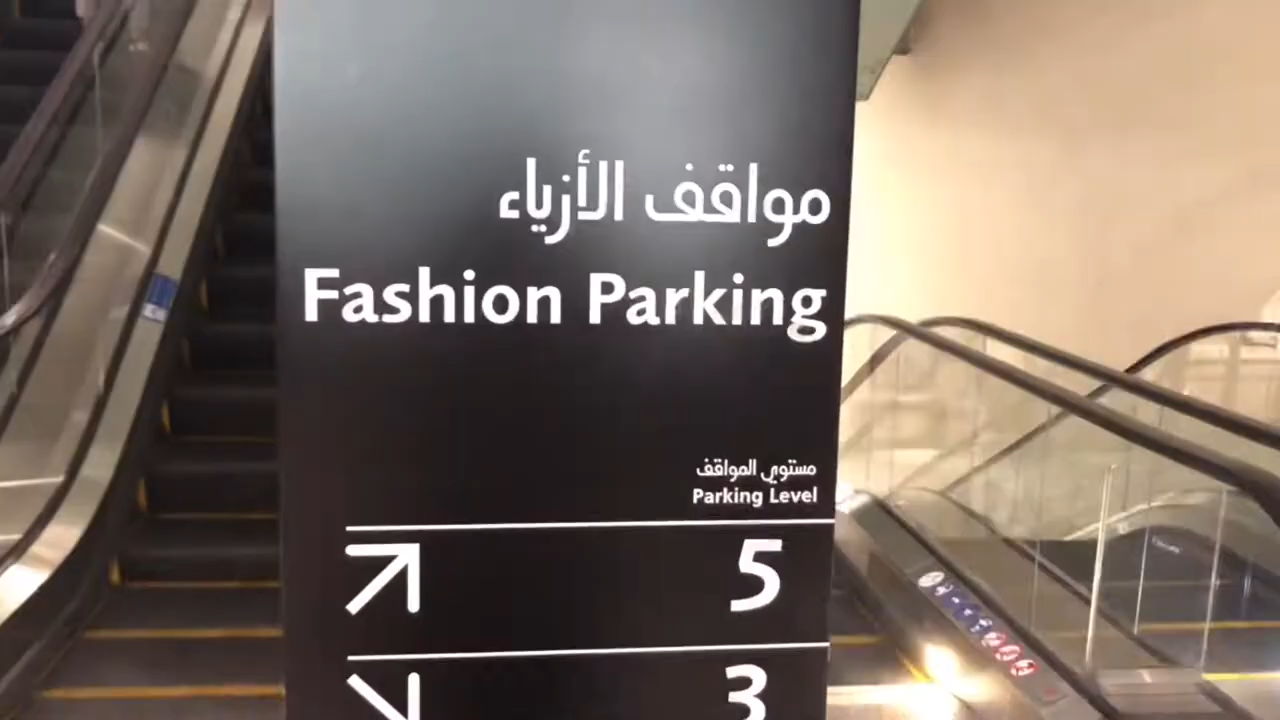 مواقف الأزياء
Fashion Parking
مستوى المواقف
Parking Level
5
3